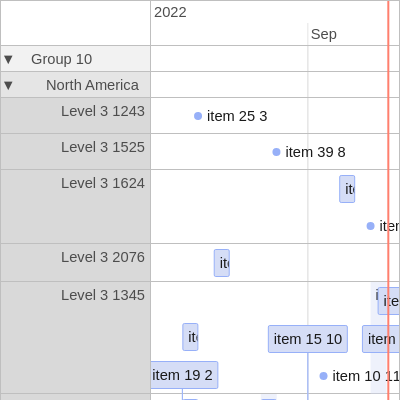 2022
Sep
Group 10
North America
Level 3 1243
item 25 3
Level 3 1525
item 39 8
Level 3 1624
Level 3 2076
Level 3 1345
item 15 10
item
item 19 2
item 10 11